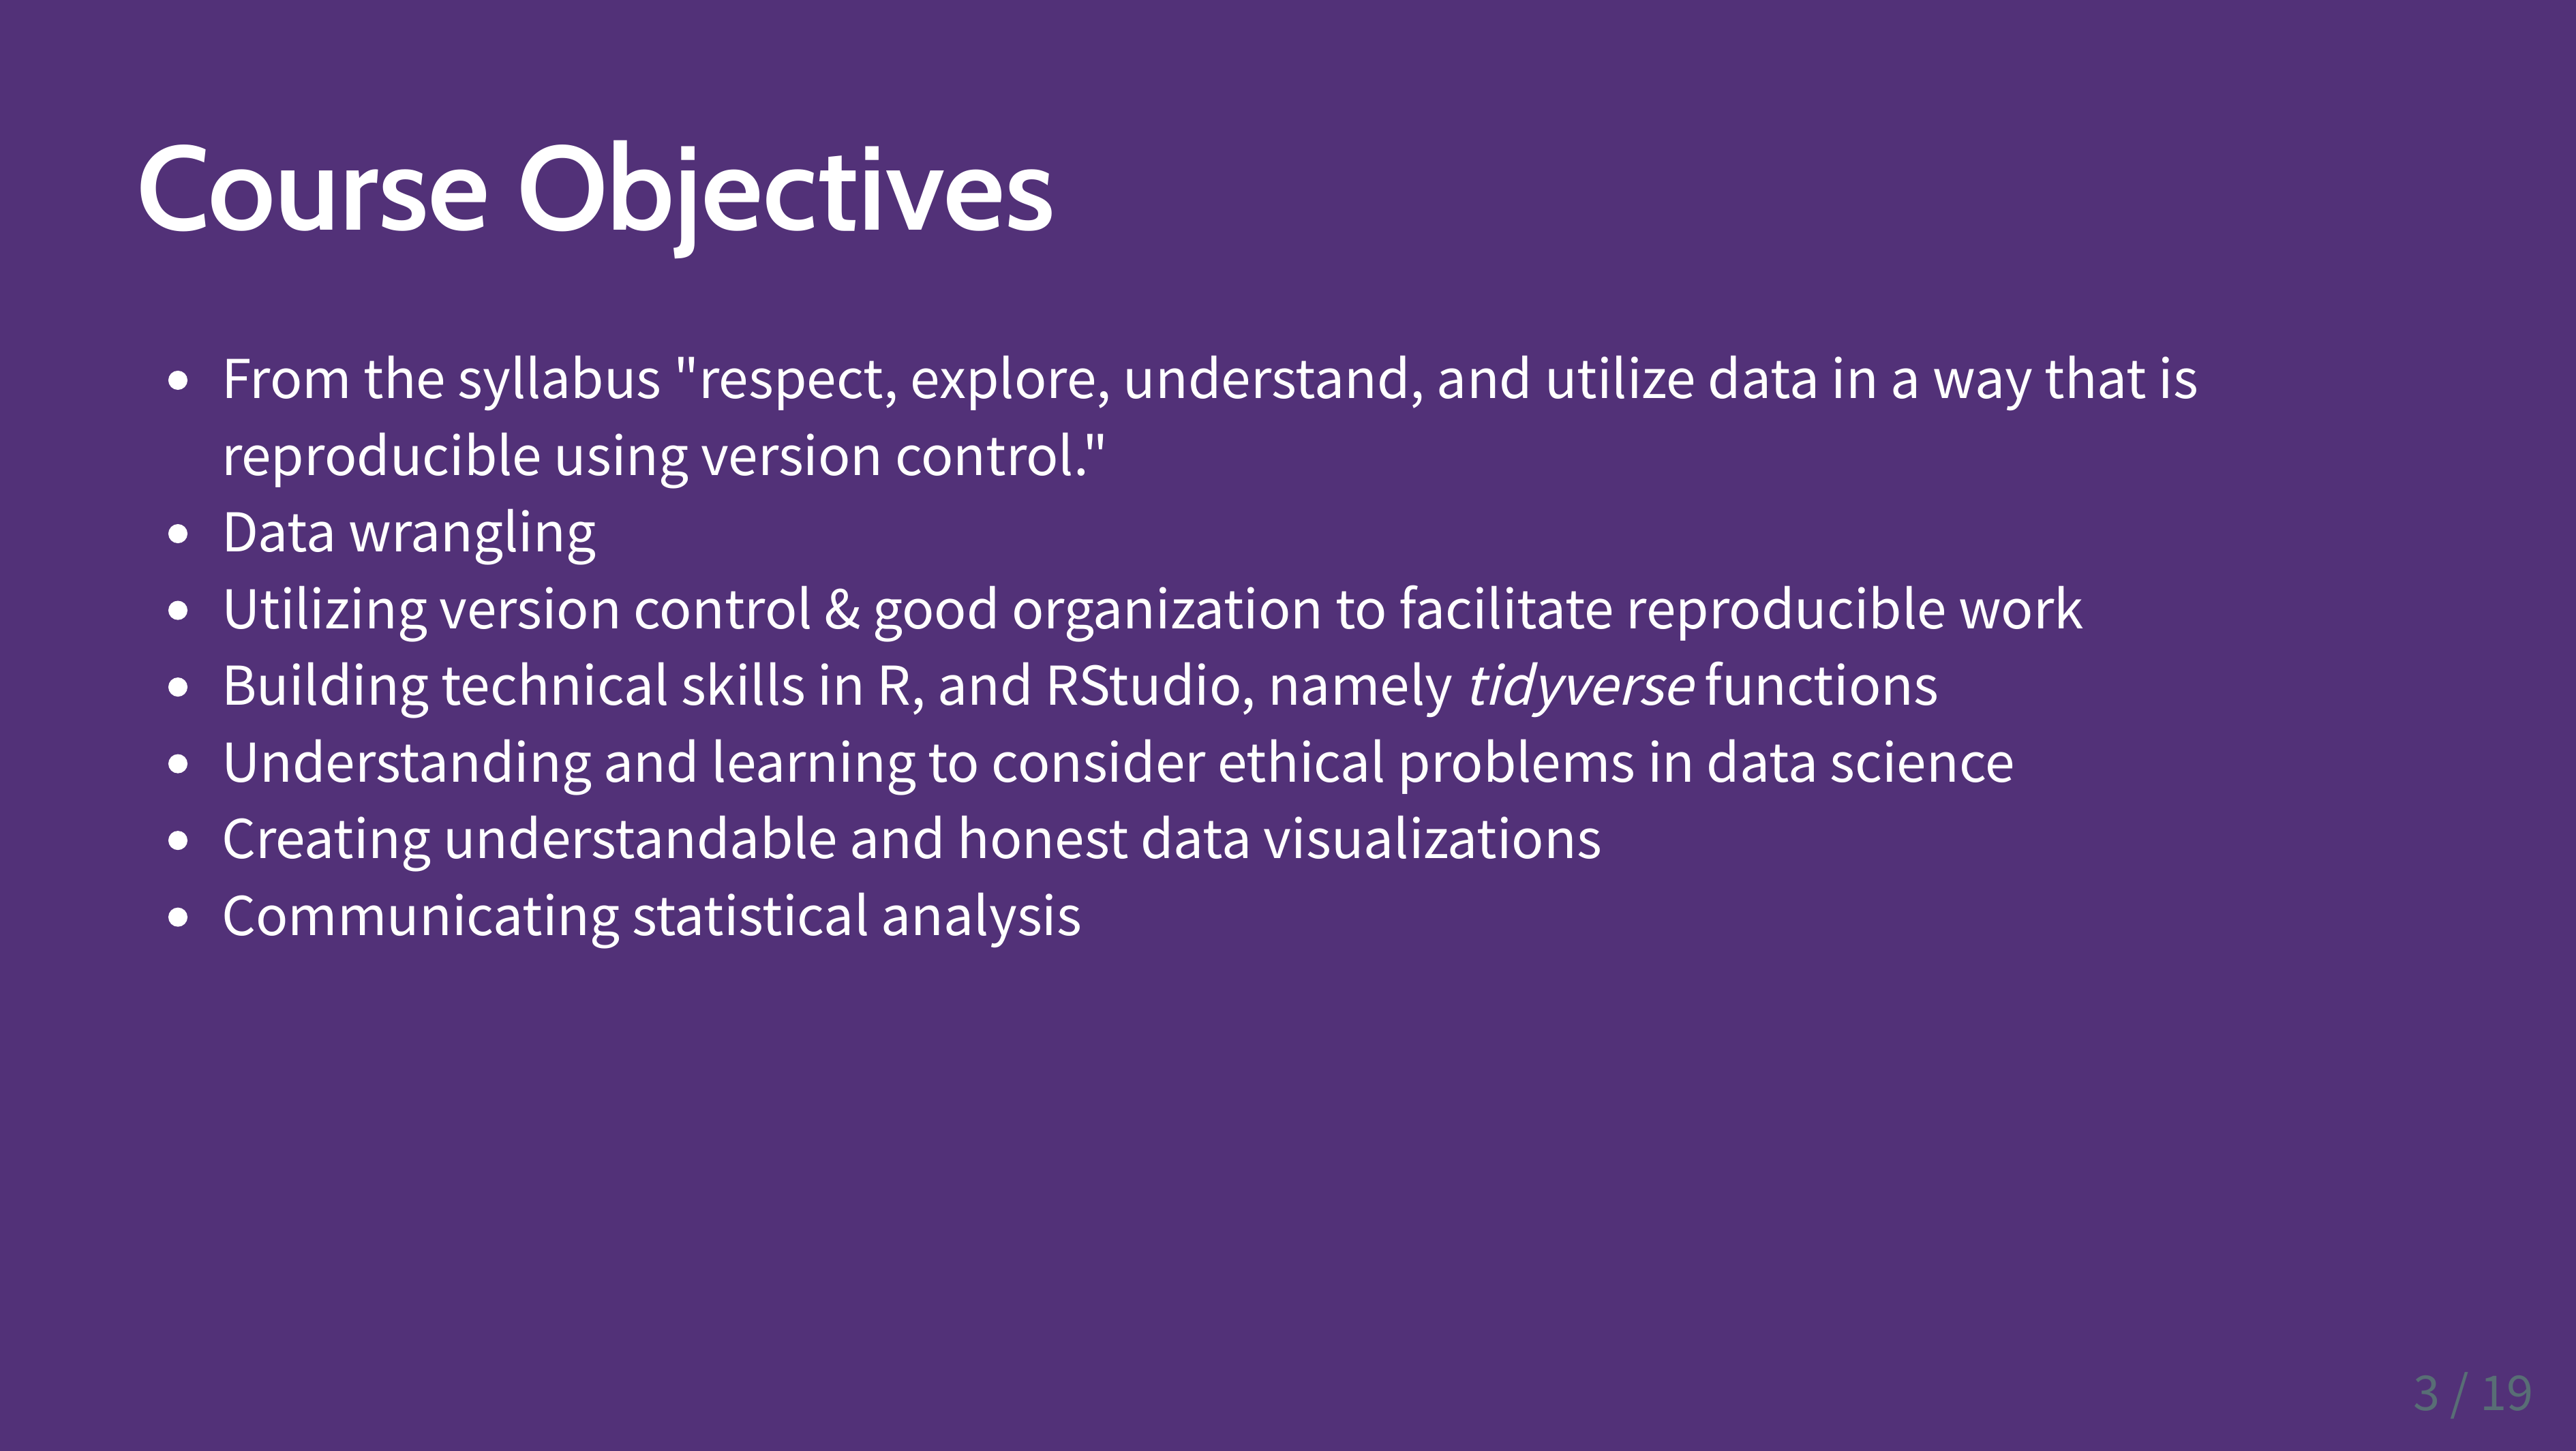 Course Objectives
• From the syllabus "respect, explore, understand, and utilize data in a way that is
reproducible using version control."
• Data wrangling
• Utilizing version control & good organization to facilitate reproducible work
• Building technical skills in R, and RStudio, namely tidyverse functions
• Understanding and learning to consider ethical problems in data science
• Creating understandable and honest data visualizations
• Communicating statistical analysis
3 / 19